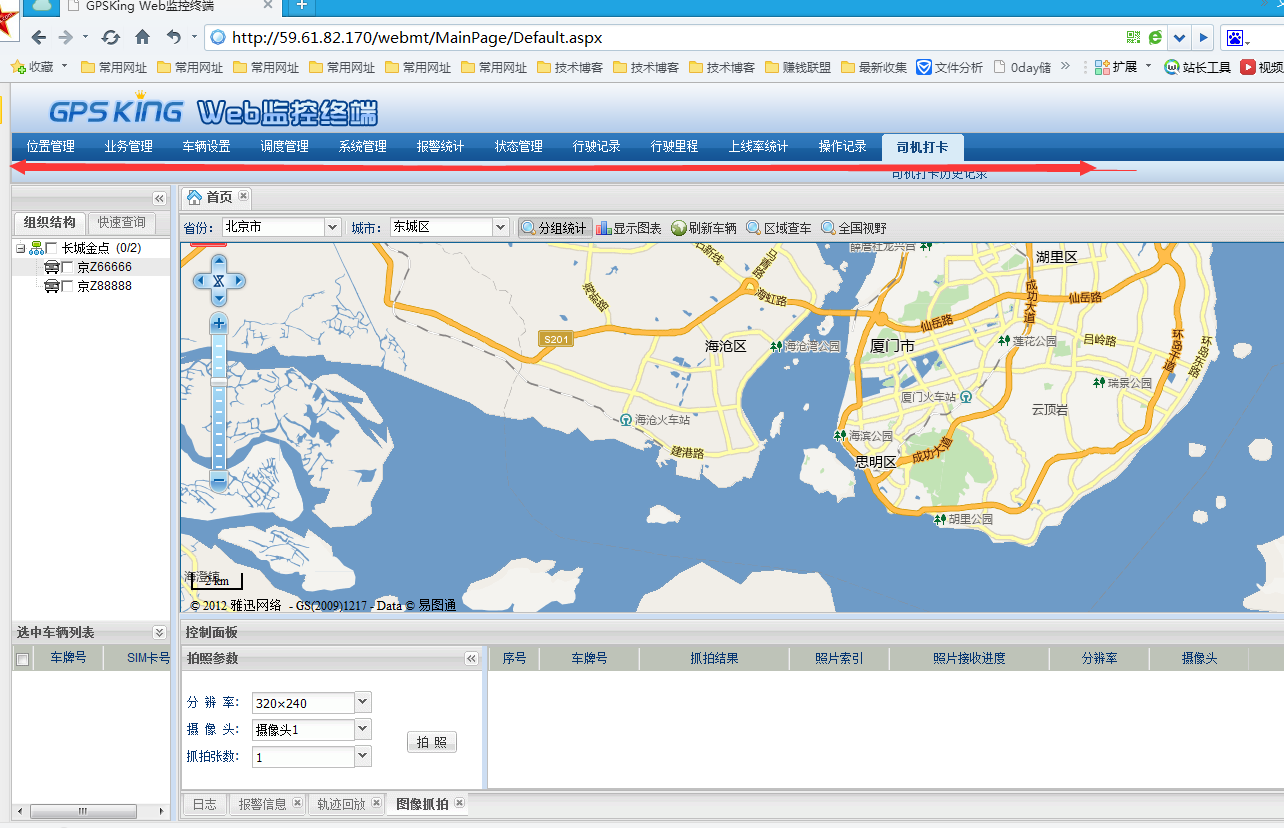 GPSKing Web监控终端
http://59.61.82.170/webmt/MainPage/Default.aspx
收藏 常用网址 常用网址 常用网址 常用网址 常用网址 常用网址 技术博客 技术博客 技术博客 赚钱联盟 最新收集 文件分析 0day储 扩展 站长工具 视频
GPSKING Web监控终端
位置管理 业务管理 车辆设置 调度管理 系统管理 报警统计 状态管理 行驶记录 行驶里程 上线车统计 操作记录 司机打卡
司机打卡历史记录
首页
组织结构 快速查询
省份: 北京市 城市: 东城区 分组统计 显示图表 刷新车辆 区域查车 全国视野
长城金点 (0/2)
京Z66666
京Z88888
湖里区
马青路
海虹路
成功大道
仙岳路
仙岳路
S201
海沧区
海沧湾公园
厦门市
莲花公园
吕岭路
环岛干道
环岛东路
瑞景公园
厦门火车站
云顶岩
海沧火车站
海滨公园
建港路
思明区
成功大道
胡里公园
海澄镇
2 km
© 2012 雅迅网络 - GS(2009)1217 - Data © 易图通
选中车辆列表
车牌号 SIM卡号
控制面板
拍照参数
序号 车牌号 抓拍结果 照片索引 照片接收进度 分辨率 摄像头
分 辨 率: 320×240
摄 像 头: 摄像头1
抓拍张数: 1
拍 照
日志 报警信息 轨迹回放 图像抓拍